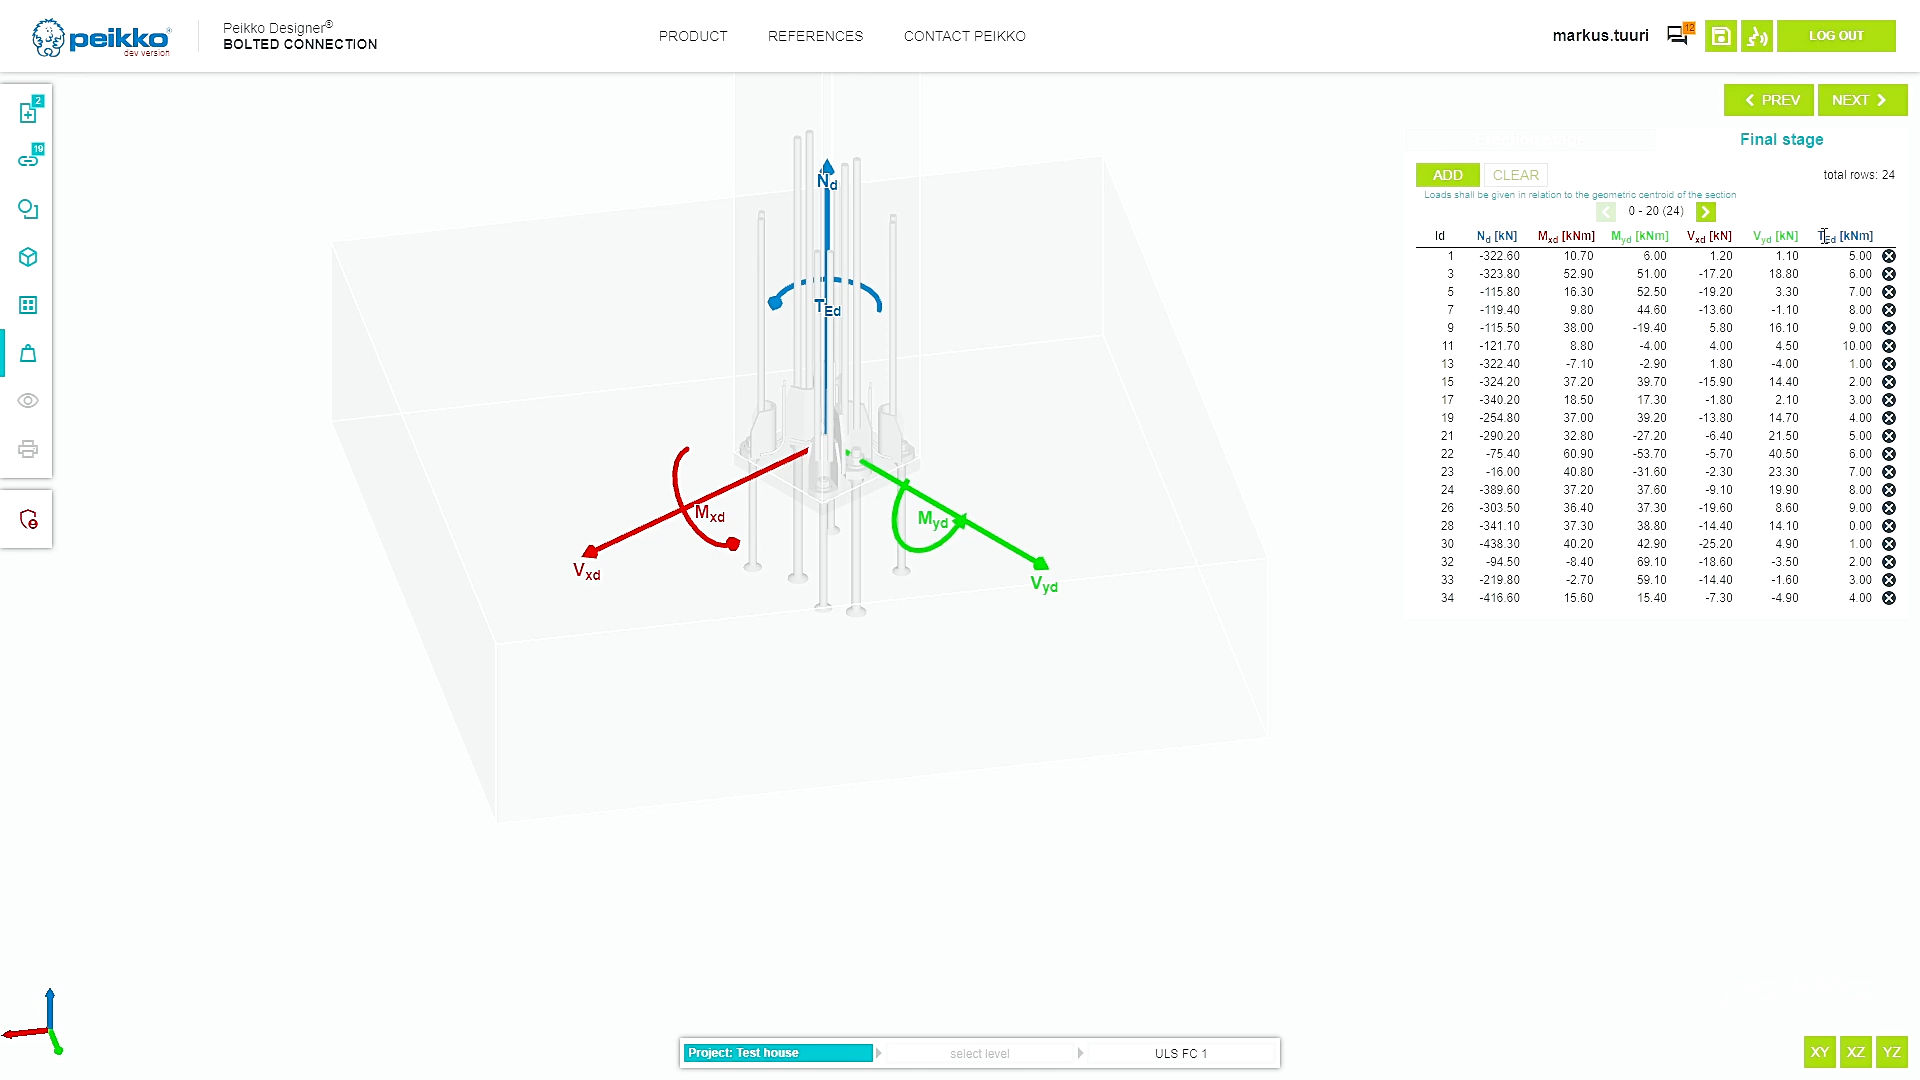 peikko®
dev version
Peikko Designer®
BOLTED CONNECTION
PRODUCT
REFERENCES
CONTACT PEIKKO
markus.tuuri
12
LOG OUT
2
19
PREV
NEXT
Final stage
ADD
CLEAR
total rows: 24
Loads shall be given in relation to the geometric centroid of the section
0 - 20 (24)
Id Nd [kN] Mxd [kNm] Myd [kNm] Vxd [kN] Vyd [kN] TEd [kNm]
1 -322.60 10.70 6.00 1.20 1.10 5.00
3 -323.80 52.90 51.00 -17.20 18.80 6.00
5 -115.80 16.30 52.50 -19.20 3.30 7.00
7 -119.40 9.80 44.60 -13.60 -1.10 8.00
9 -115.50 38.00 -19.40 5.80 16.10 9.00
11 -121.70 8.80 -4.00 4.00 4.50 10.00
13 -322.40 -7.10 -2.90 1.80 -4.00 1.00
15 -324.20 37.20 39.70 -15.90 14.40 2.00
17 -340.20 18.50 17.30 -1.80 2.10 3.00
19 -254.80 37.00 39.20 -13.80 14.70 4.00
21 -290.20 32.80 -27.20 -6.40 21.50 5.00
22 -75.40 60.90 -53.70 -5.70 40.50 6.00
23 -16.00 40.80 -31.60 -2.30 23.30 7.00
24 -389.60 37.20 37.60 -9.10 19.90 8.00
26 -303.50 36.40 37.30 -19.60 8.60 9.00
28 -341.10 37.30 38.80 -14.40 14.10 0.00
30 -438.30 40.20 42.90 -25.20 4.90 1.00
32 -94.50 -8.40 69.10 -18.60 -3.50 2.00
33 -219.80 -2.70 59.10 -14.40 -1.60 3.00
34 -416.60 15.60 15.40 -7.30 -4.90 4.00
Nd
TEd
Mxd
Myd
Vxd
Vyd
Project: Test house
select level
ULS FC 1
XY
XZ
YZ